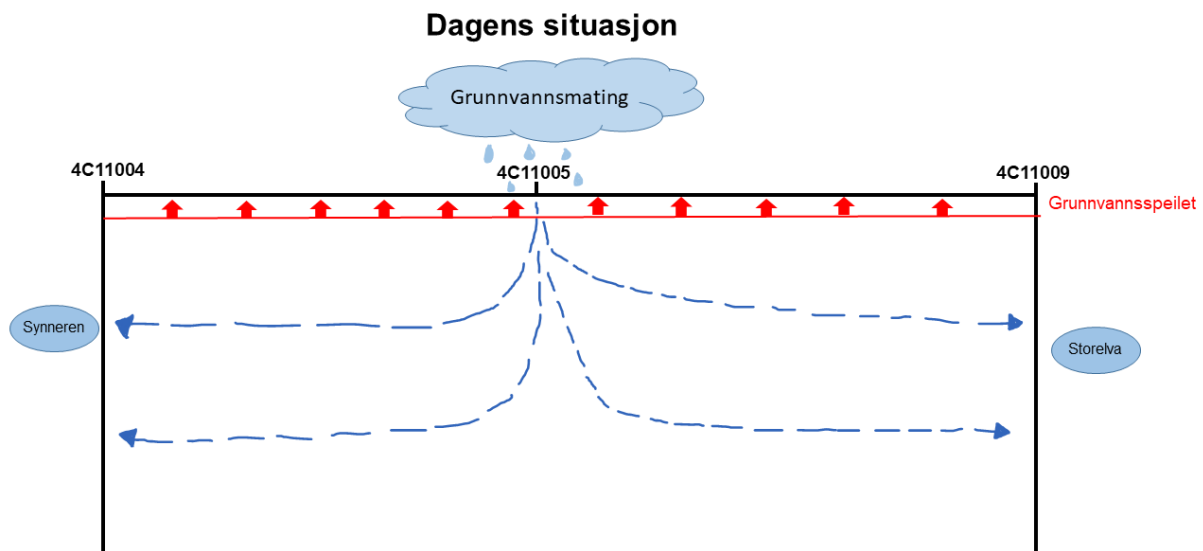 Dagens situasjon
Grunnvannsmating
4C11004
4C11005
4C11009
Grunnvannsspeilet
Synneren
Storelva